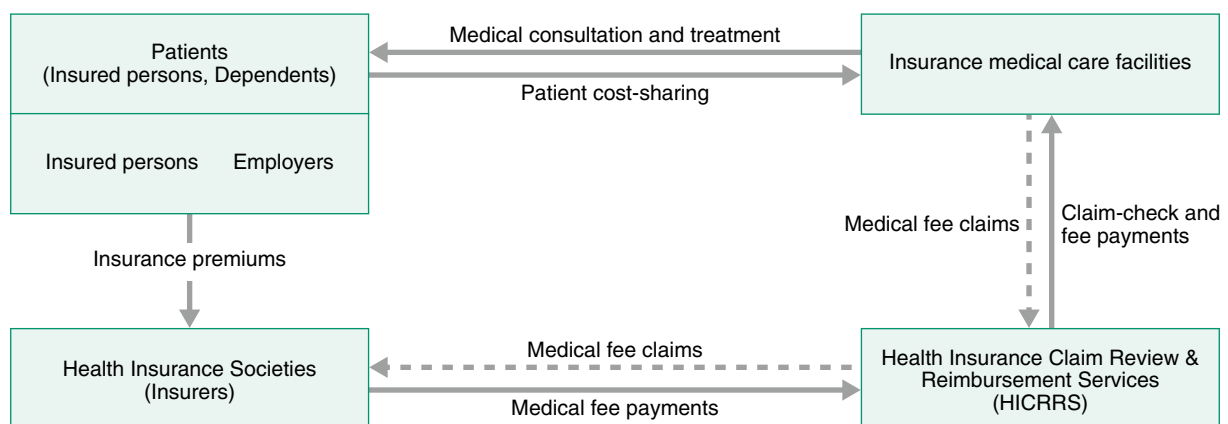 Medical consultation and treatment
Patients
(Insured persons, Dependents)
Insurance medical care facilities
Patient cost-sharing
Insured persons Employers
Medical fee claims
Claim-check and
fee payments
Insurance premiums
Health Insurance Societies
(Insurers)
Medical fee claims
Medical fee payments
Health Insurance Claim Review &
Reimbursement Services
(HICRRS)